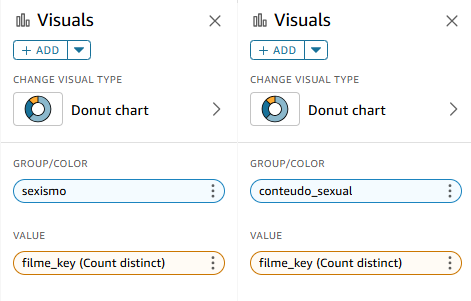 Visuals
+ ADD
CHANGE VISUAL TYPE
Donut chart
GROUP/COLOR
sexismo
VALUE
filme_key (Count distinct)
Visuals
+ ADD
CHANGE VISUAL TYPE
Donut chart
GROUP/COLOR
conteudo_sexual
VALUE
filme_key (Count distinct)